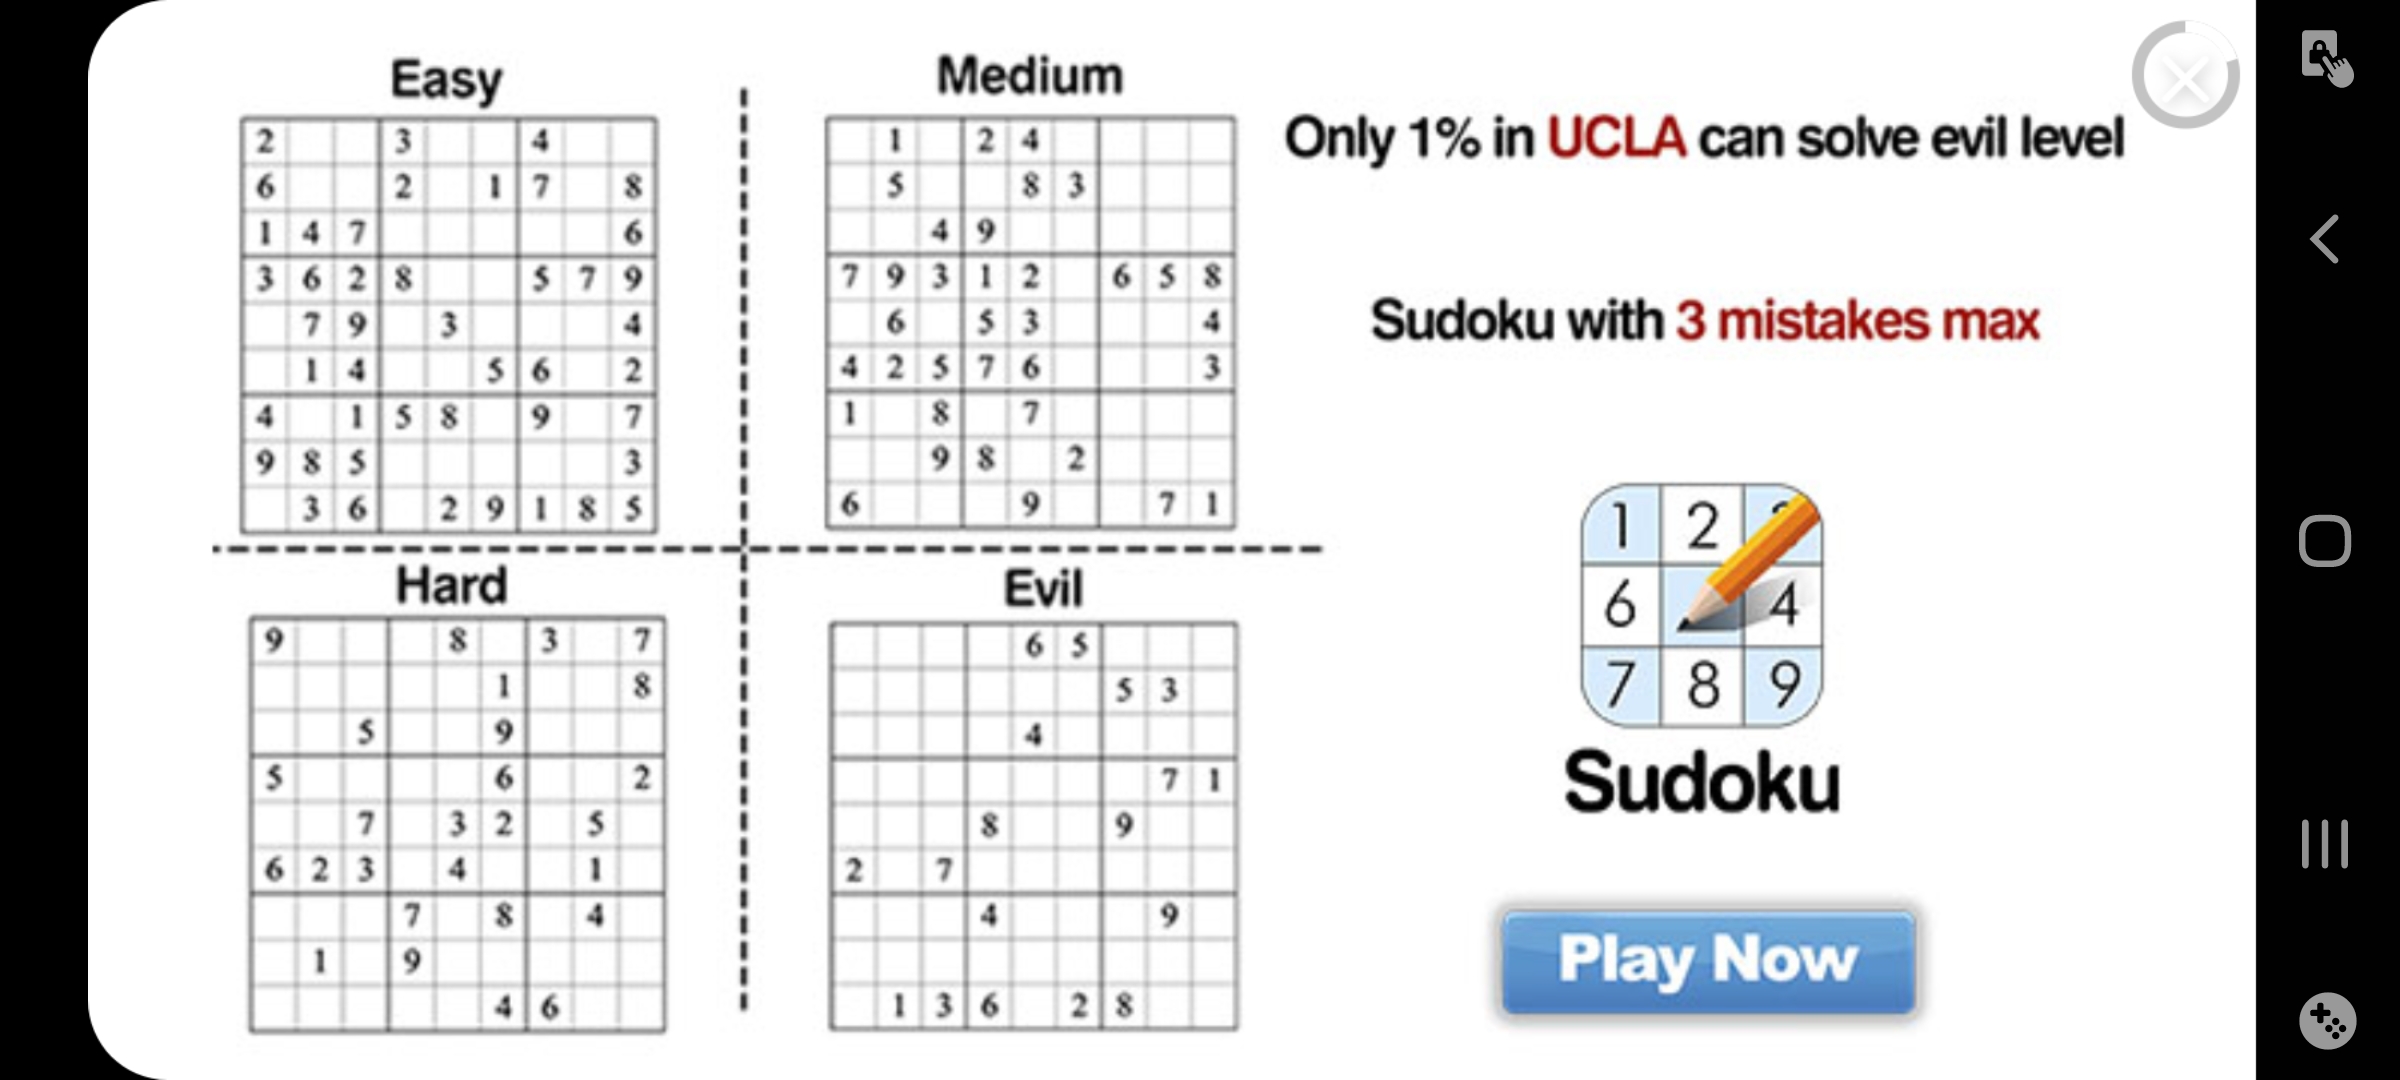 Easy
2 3 4
6 2 1 7 8
1 4 7 6
3 6 2 8 5 7 9
7 9 3 4
1 4 5 6 2
4 1 5 8 9 7
9 8 5 3
3 6 2 9 1 8 5
Medium
1 2 4
5 8 3
4 9
7 9 3 1 2 6 5 8
6 5 3 4
4 2 5 7 6 3
1 8 7
9 8 2
6 9 7 1
Hard
9 8 3 7
1 8
5 9
5 6 2
7 3 2 5
6 2 3 4 1
7 8 4
1 9
4 6
Evil
6 5
5 3
4
7 1
8 9
2 7
4 9
1 3 6 2 8
Only 1% in UCLA can solve evil level
Sudoku with 3 mistakes max
1 2
6 4
7 8 9
Sudoku
Play Now